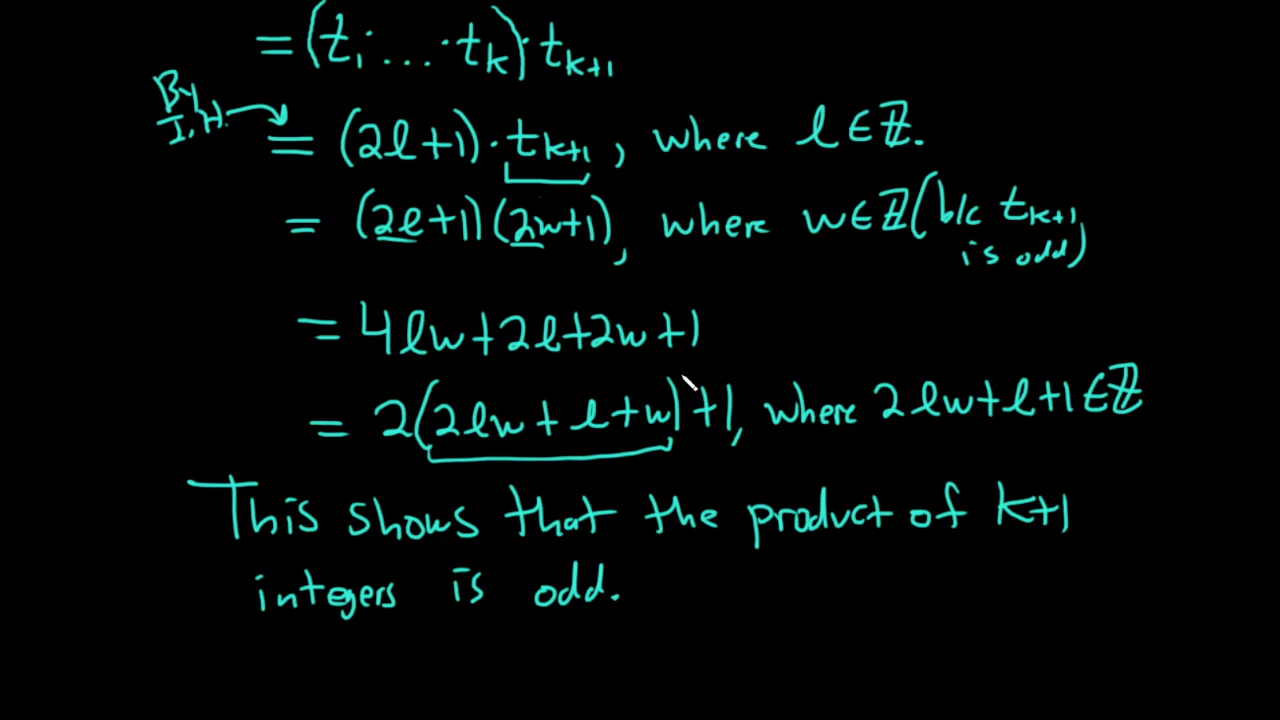 = (t₁ · ... · tₖ) · tₖ₊₁
By I.H. → = (2ℓ+1) · tₖ₊₁, where ℓ ∈ ℤ.
= (2ℓ+1)(2w+1), where w ∈ ℤ (b/c tₖ₊₁ is odd)
= 4ℓw+2ℓ+2w+1
= 2(2ℓw+ℓ+w)+1, where 2ℓw+ℓ+1 ∈ ℤ
This shows that the product of k+1
integers is odd.